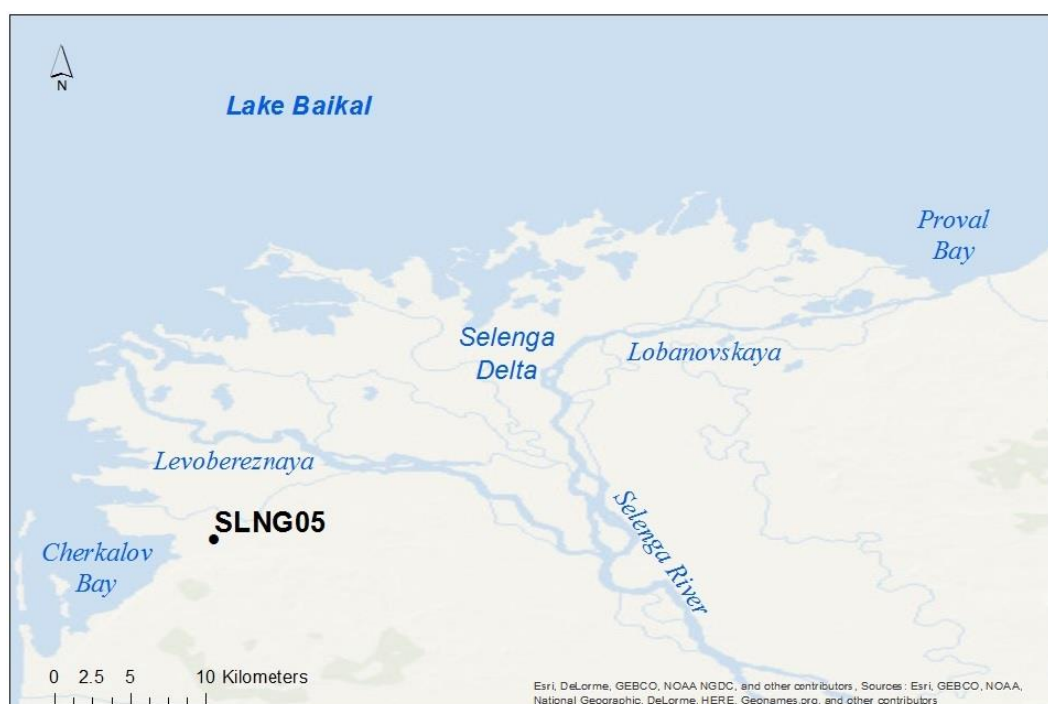 N
Lake Baikal
Proval
Bay
Selenga
Delta
Lobanovskaya
Levobereznaya
Selenga River
SLNG05
Cherkalov
Bay
0 2.5 5 10 Kilometers
Esri, DeLorme, GEBCO, NOAA NGDC, and other contributors, Sources: Esri, GEBCO, NOAA,
National Geographic, DeLorme, HERE, Geonames.org, and other contributors